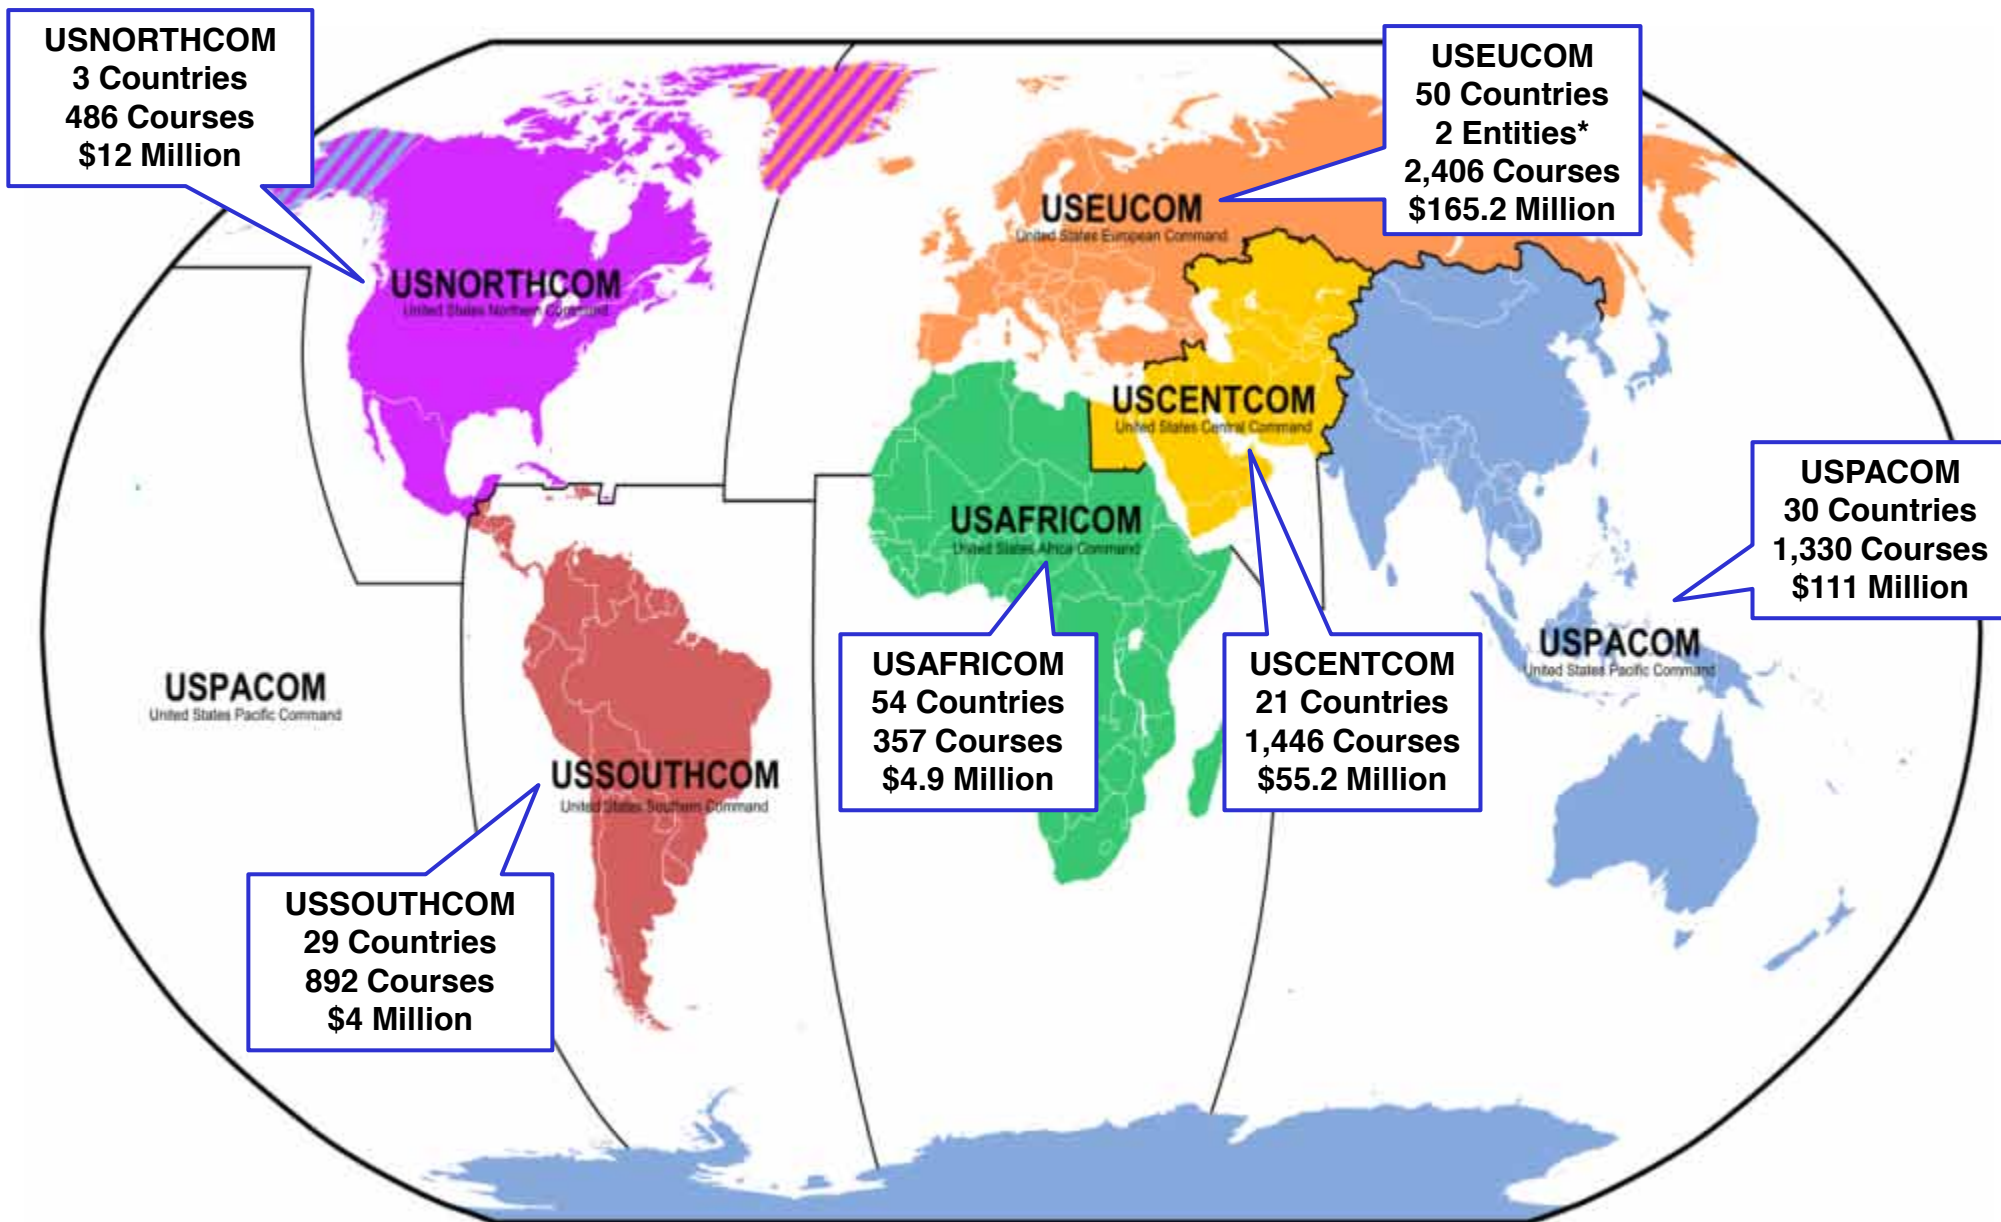 USNORTHCOM
3 Countries
486 Courses
$12 Million
USEUCOM
50 Countries
2 Entities*
2,406 Courses
$165.2 Million
USEUCOM
United States European Command
USNORTHCOM
United States Northern Command
USCENTCOM
United States Central Command
USPACOM
30 Countries
1,330 Courses
$111 Million
USAFRICOM
United States Africa Command
USPACOM
United States Pacific Command
USAFRICOM
54 Countries
357 Courses
$4.9 Million
USCENTCOM
21 Countries
1,446 Courses
$55.2 Million
USPACOM
United States Pacific Command
USSOUTHCOM
United States Southern Command
USSOUTHCOM
29 Countries
892 Courses
$4 Million